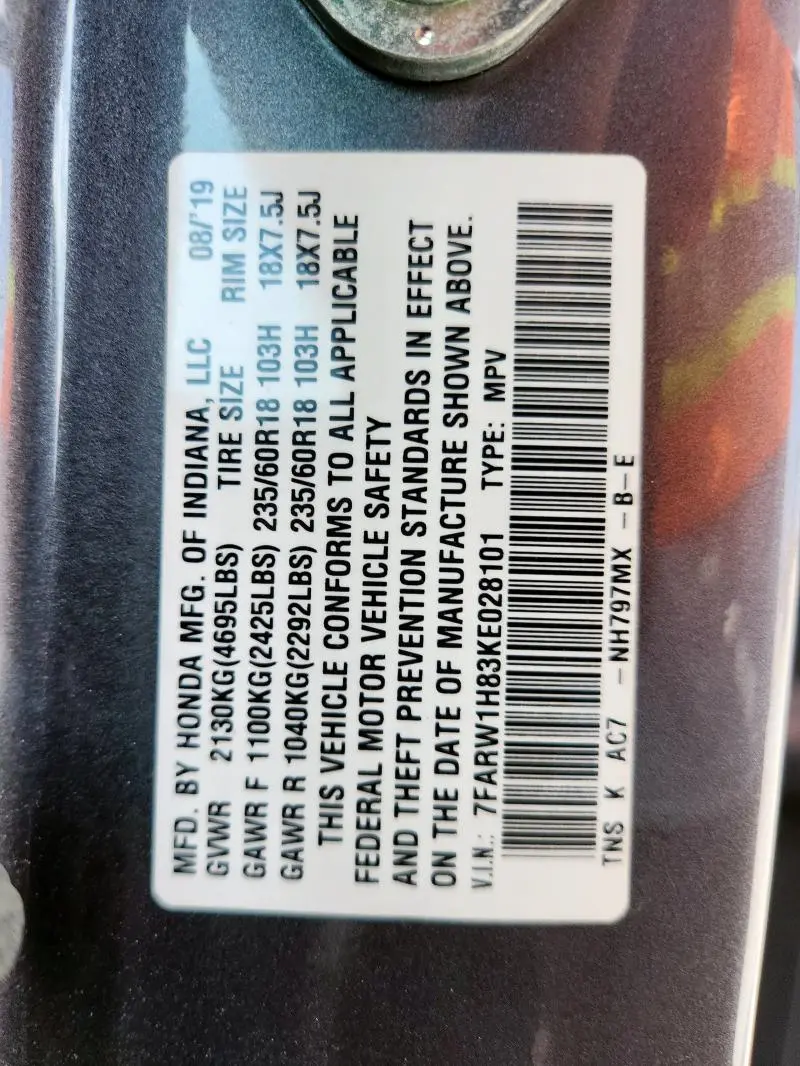 MFD. BY HONDA MFG. OF INDIANA, LLC 08/'19
GVWR 2130KG(4695LBS) TIRE SIZE RIM SIZE
GAWR F 1100KG(2425LBS) 235/60R18 103H 18X7.5J
GAWR R 1040KG(2292LBS) 235/60R18 103H 18X7.5J
THIS VEHICLE CONFORMS TO ALL APPLICABLE
FEDERAL MOTOR VEHICLE SAFETY
AND THEFT PREVENTION STANDARDS IN EFFECT
ON THE DATE OF MANUFACTURE SHOWN ABOVE.
V.I.N.: 7FARW1H83KE028101 TYPE: MPV
TNS K AC7 –NH797MX –B–E